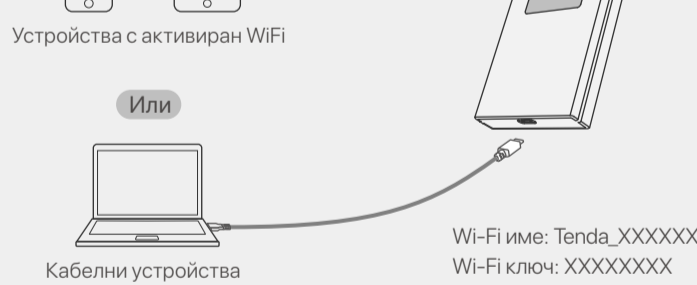 Устройства с активиран WiFi
Или
Кабелни устройства
Wi-Fi име: Tenda_XXXXXX
Wi-Fi ключ: XXXXXXXX